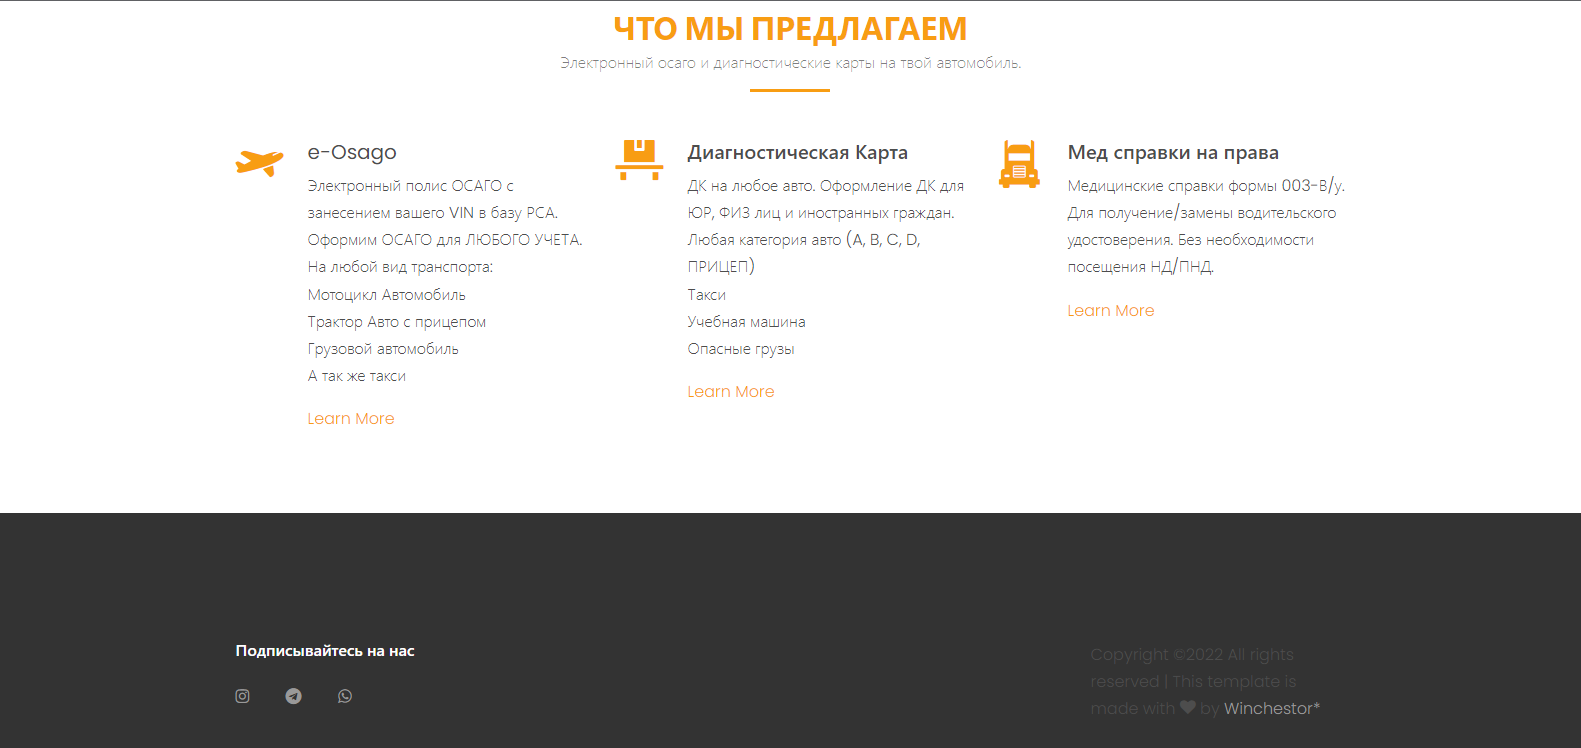 ЧТО МЫ ПРЕДЛАГАЕМ
Электронный осаго и диагностические карты на твой автомобиль.
e-Osago
Электронный полис ОСАГО с
занесением вашего VIN в базу РСА.
Оформим ОСАГО для ЛЮБОГО УЧЕТА.
На любой вид транспорта:
Мотоцикл Автомобиль
Трактор Авто с прицепом
Грузовой автомобиль
А так же такси
Learn More
Диагностическая Карта
ДК на любое авто. Оформление ДК для
ЮР, ФИЗ лиц и иностранных граждан.
Любая категория авто (A, B, C, D,
ПРИЦЕП)
Такси
Учебная машина
Опасные грузы
Learn More
Мед справки на права
Медицинские справки формы 003-В/у.
Для получение/замены водительского
удостоверения. Без необходимости
посещения НД/ПНД.
Learn More
Подписывайтесь на нас
Copyright ©2022 All rights
reserved | This template is
made with ♥ by Winchestor*